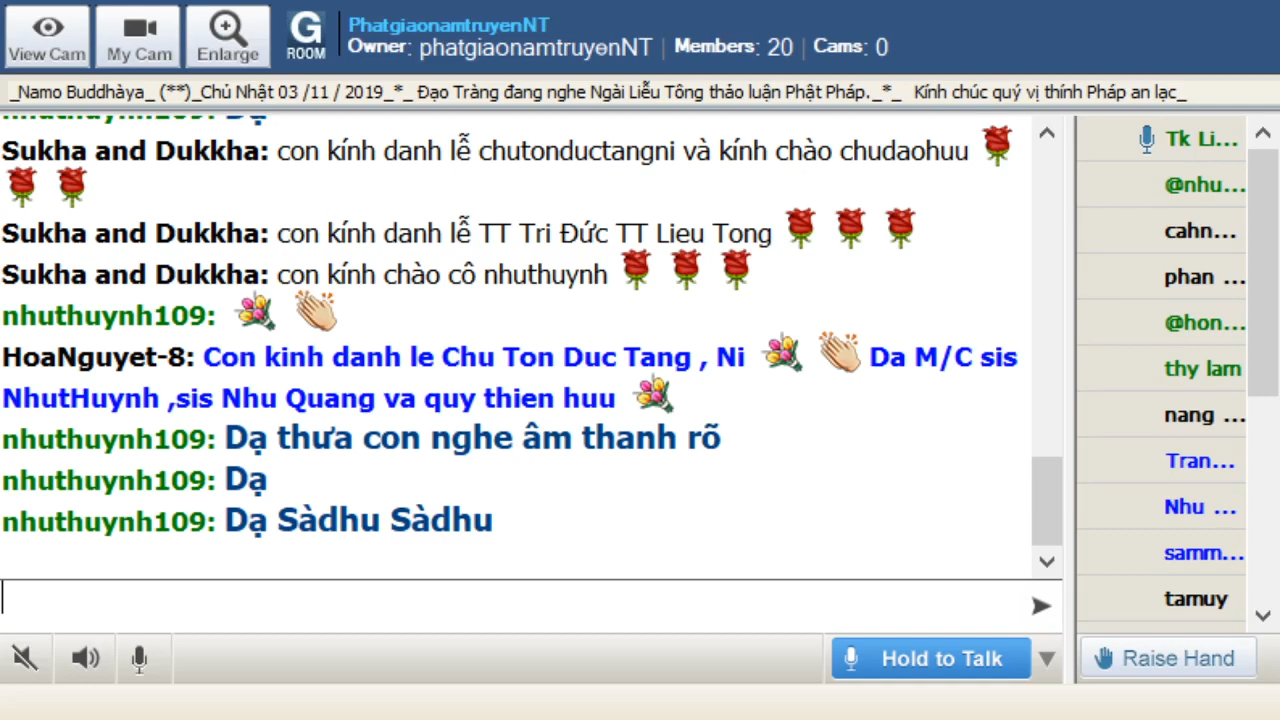 View Cam
My Cam
Enlarge
G
ROOM
PhatgiaonamtruyenNT
Owner: phatgiaonamtruyenNT | Members: 20 | Cams: 0
_Namo Buddhàya_ (**)_Chủ Nhật 03 /11 / 2019_*_ Đạo Tràng đang nghe Ngài Liễu Tông thảo luận Phật Pháp._*_ Kính chúc quý vị thính Pháp an lạc_
nhuthuynh109: Dạ
Sukha and Dukkha: con kính danh lễ chutonductangni và kính chào chudaohuu
Sukha and Dukkha: con kính danh lễ TT Tri Đức TT Lieu Tong
Sukha and Dukkha: con kính chào cô nhuthuynh
nhuthuynh109:
HoaNguyet-8: Con kinh danh le Chu Ton Duc Tang , Ni Da M/C sis
NhutHuynh ,sis Nhu Quang va quy thien huu
nhuthuynh109: Dạ thưa con nghe âm thanh rõ
nhuthuynh109: Dạ
nhuthuynh109: Dạ Sàdhu Sàdhu
Tk Li...
@nhu...
cahn...
phan ...
@hon...
thy lam
nang ...
Tran...
Nhu ...
samm...
tamuy
Hold to Talk
Raise Hand